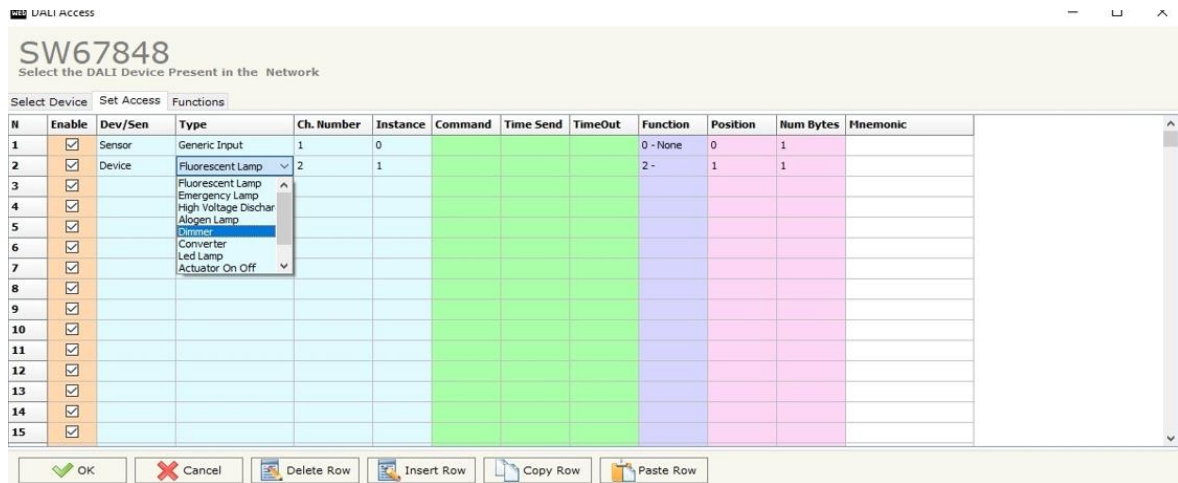 DALI Access
SW67848
Select the DALI Device Present in the Network
Select Device Set Access Functions
N Enable Dev/Sen Type Ch. Number Instance Command Time Send TimeOut Function Position Num Bytes Mnemonic
1 Sensor Generic Input 1 0 0 - None 0 1
2 Device Fluorescent Lamp 2 1 2 - 1 1
3 Fluorescent Lamp
Emergency Lamp
4 High Voltage Dischar
5 Alogen Lamp
Dimmer
6 Converter
7 Led Lamp
Actuator On Off
8
9
10
11
12
13
14
15
OK Cancel Delete Row Insert Row Copy Row Paste Row